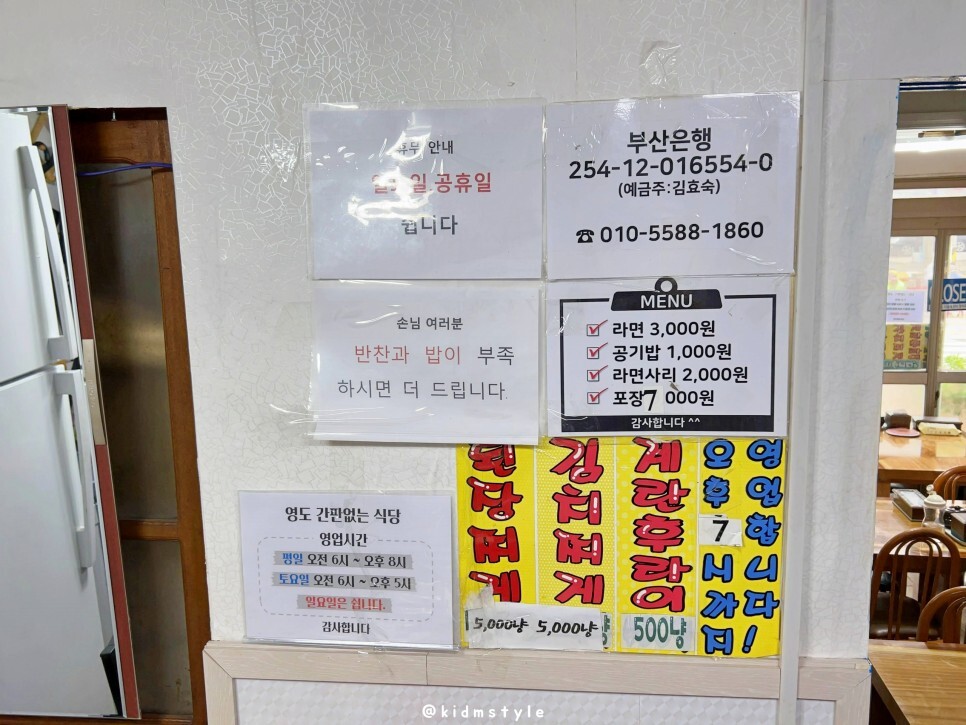 휴무 안내
일요일.공휴일
쉽니다
부산은행
254-12-016554-0
(예금주:김효숙)
☎ 010-5588-1860
손님 여러분
반찬과 밥이 부족
하시면 더 드립니다.
MENU
라면 3,000원
공기밥 1,000원
라면사리 2,000원
포장7 000원
감사합니다 ^^
영도 간판없는 식당
영업시간
평일 오전 6시 ~ 오후 8시
토요일 오전 6시 ~ 오후 5시
일요일은 쉽니다.
감사합니다
된장찌게
5,000냥
김치찌게
5,000냥
계란후라이
500냥
영업합니다!
오후 7시까지
@kidmstyle